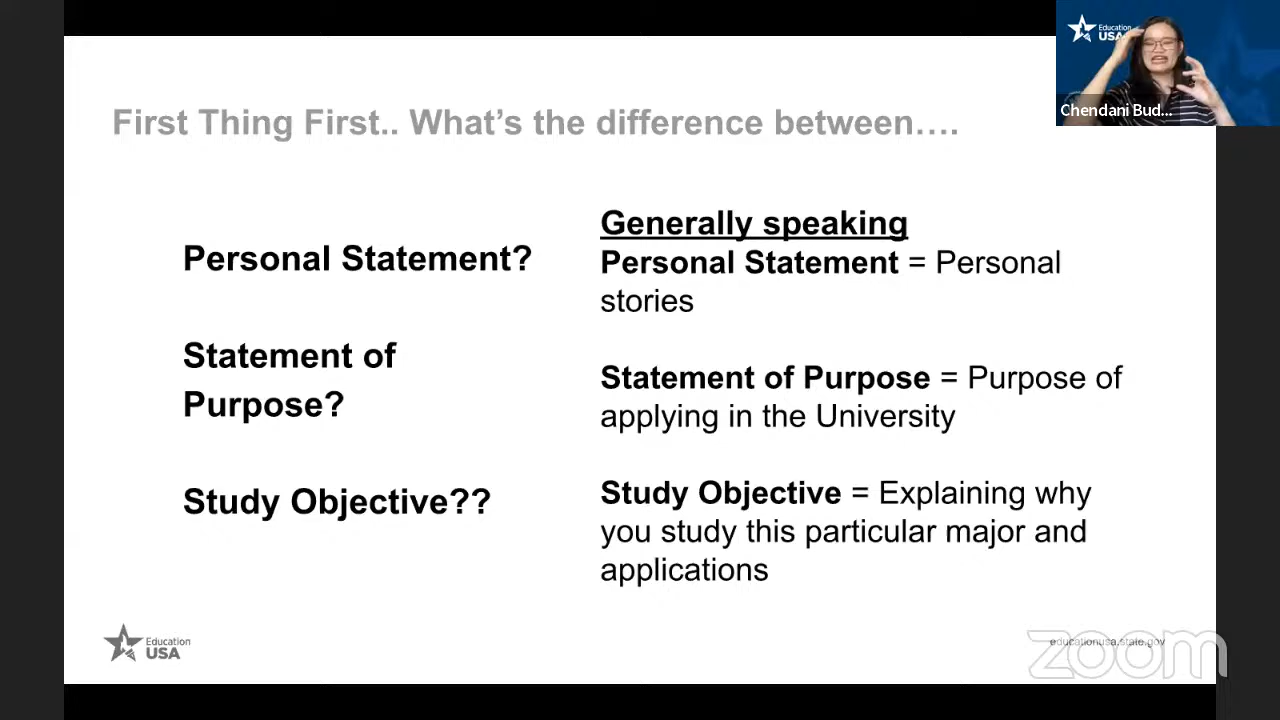 Education
USA
Chendani Bud...
First Thing First.. What's the difference between….
Personal Statement?
Statement of
Purpose?
Study Objective??
Generally speaking
Personal Statement = Personal
stories
Statement of Purpose = Purpose of
applying in the University
Study Objective = Explaining why
you study this particular major and
applications
Education
USA
educationusa.state.gov
zoom